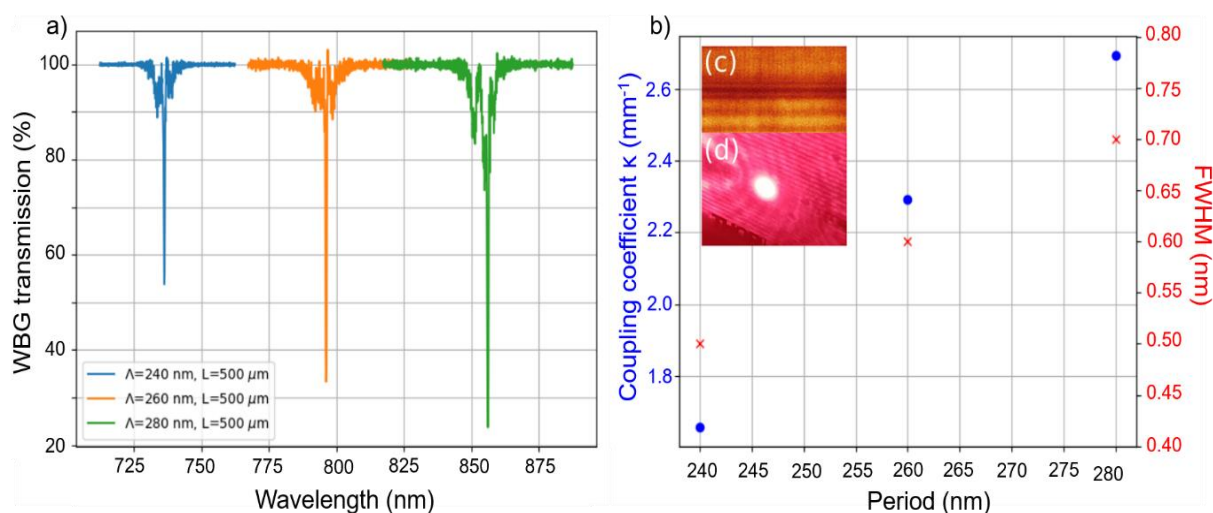 a)
WBG transmission (%)
100
80
60
40
20
725 750 775 800 825 850 875
Wavelength (nm)
Λ=240 nm, L=500 μm
Λ=260 nm, L=500 μm
Λ=280 nm, L=500 μm
b)
Coupling coefficient κ (mm⁻¹)
2.6
2.4
2.2
2.0
1.8
(c)
(d)
240 245 250 255 260 265 270 275 280
Period (nm)
0.80
0.75
0.70
0.65
0.60
0.55
0.50
0.45
0.40
FWHM (nm)